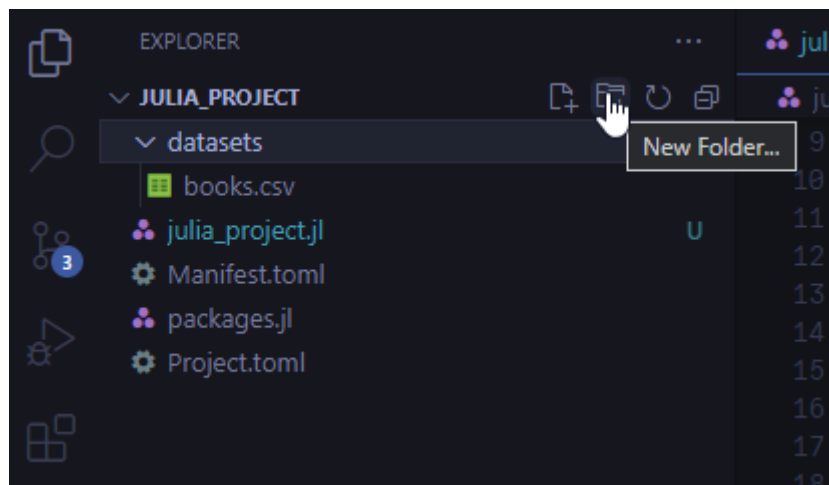 EXPLORER
JULIA_PROJECT
datasets
New Folder...
books.csv
julia_project.jl U
Manifest.toml
packages.jl
Project.toml
3
jul
ju
9
10
11
12
13
14
15
16
17
18